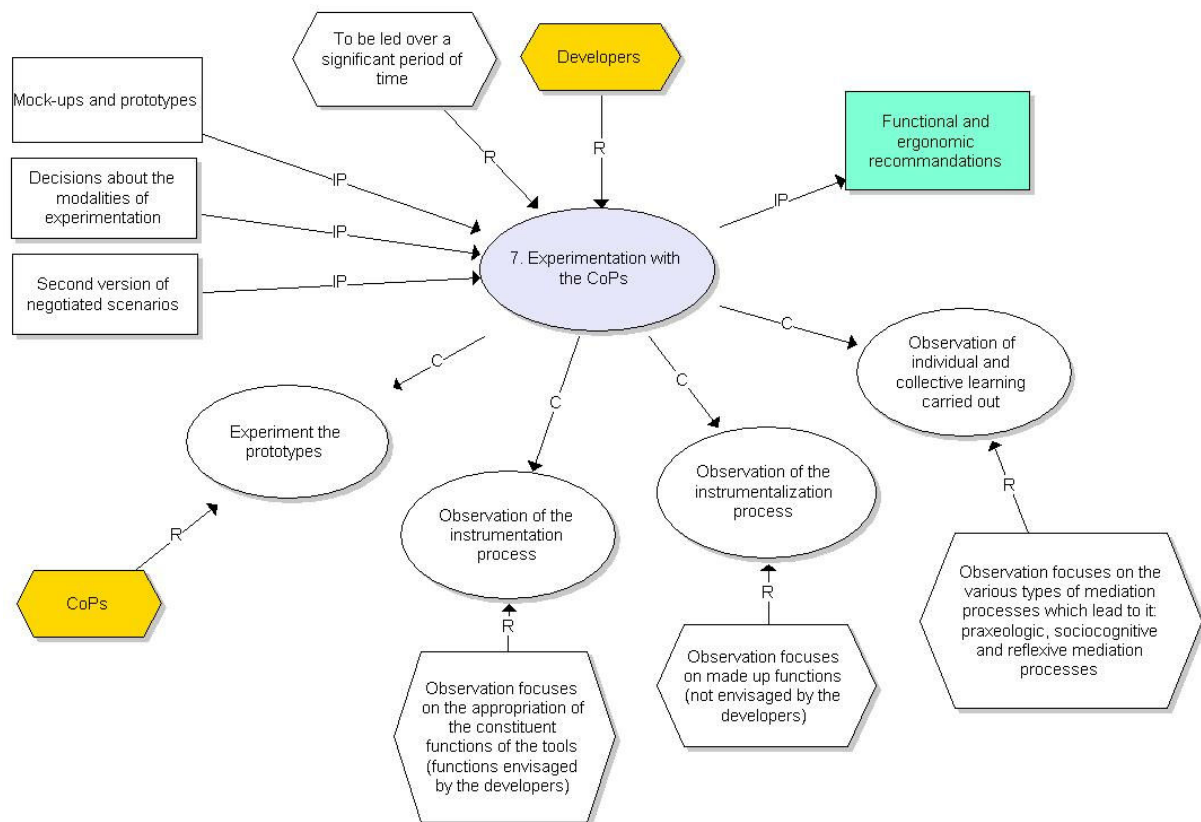 To be led over a
significant period of
time
Developers
Mock-ups and prototypes
Functional and
ergonomic
recommandations
R
R
Decisions about the
modalities of
experimentation
IP
IP
IP
7. Experimentation with
the CoPs
Second version of
negotiated scenarios
IP
C
C
C
C
Observation of
individual and
collective learning
carried out
Experiment the
prototypes
Observation of the
instrumentalization
process
Observation of the
instrumentation
process
R
R
R
R
CoPs
Observation focuses on the
various types of mediation
processes which lead to it:
praxeologic, sociocognitive
and reflexive mediation
processes
Observation focuses
on made up functions
(not envisaged by the
developers)
Observation focuses
on the appropriation of
the constituent
functions of the tools
(functions envisaged
by the developers)